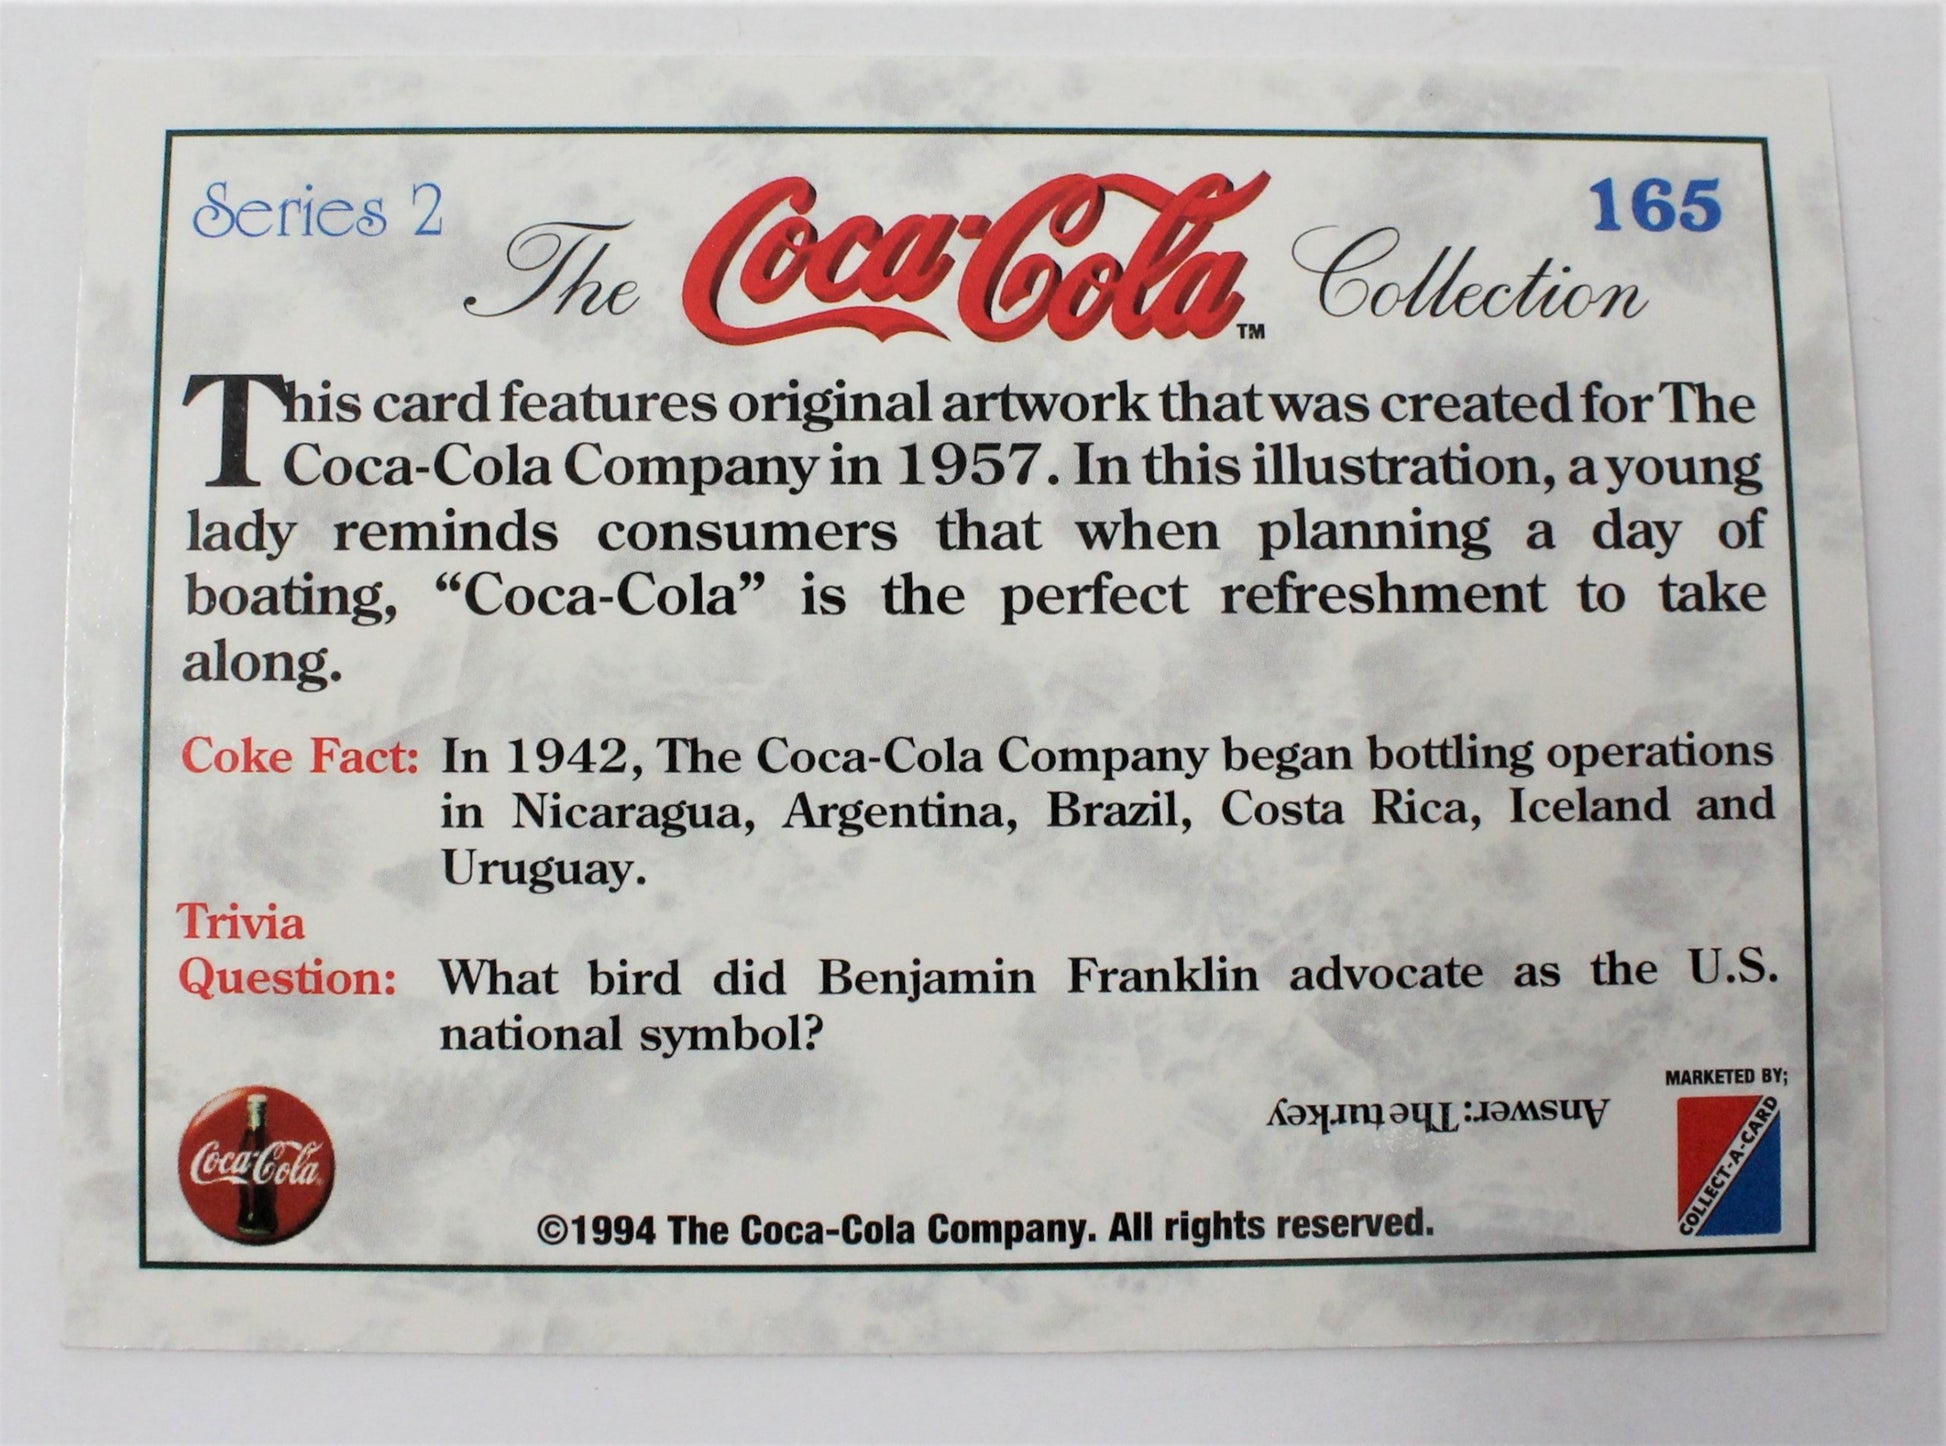 Series 2
165
The Coca-Cola Collection
TM
This card features original artwork that was created for The
Coca-Cola Company in 1957. In this illustration, a young
lady reminds consumers that when planning a day of
boating, “Coca-Cola” is the perfect refreshment to take
along.
Coke Fact: In 1942, The Coca-Cola Company began bottling operations
in Nicaragua, Argentina, Brazil, Costa Rica, Iceland and
Uruguay.
Trivia
Question: What bird did Benjamin Franklin advocate as the U.S.
national symbol?
Answer: The turkey
MARKETED BY;
COLLECT-A-CARD
Coca-Cola
©1994 The Coca-Cola Company. All rights reserved.